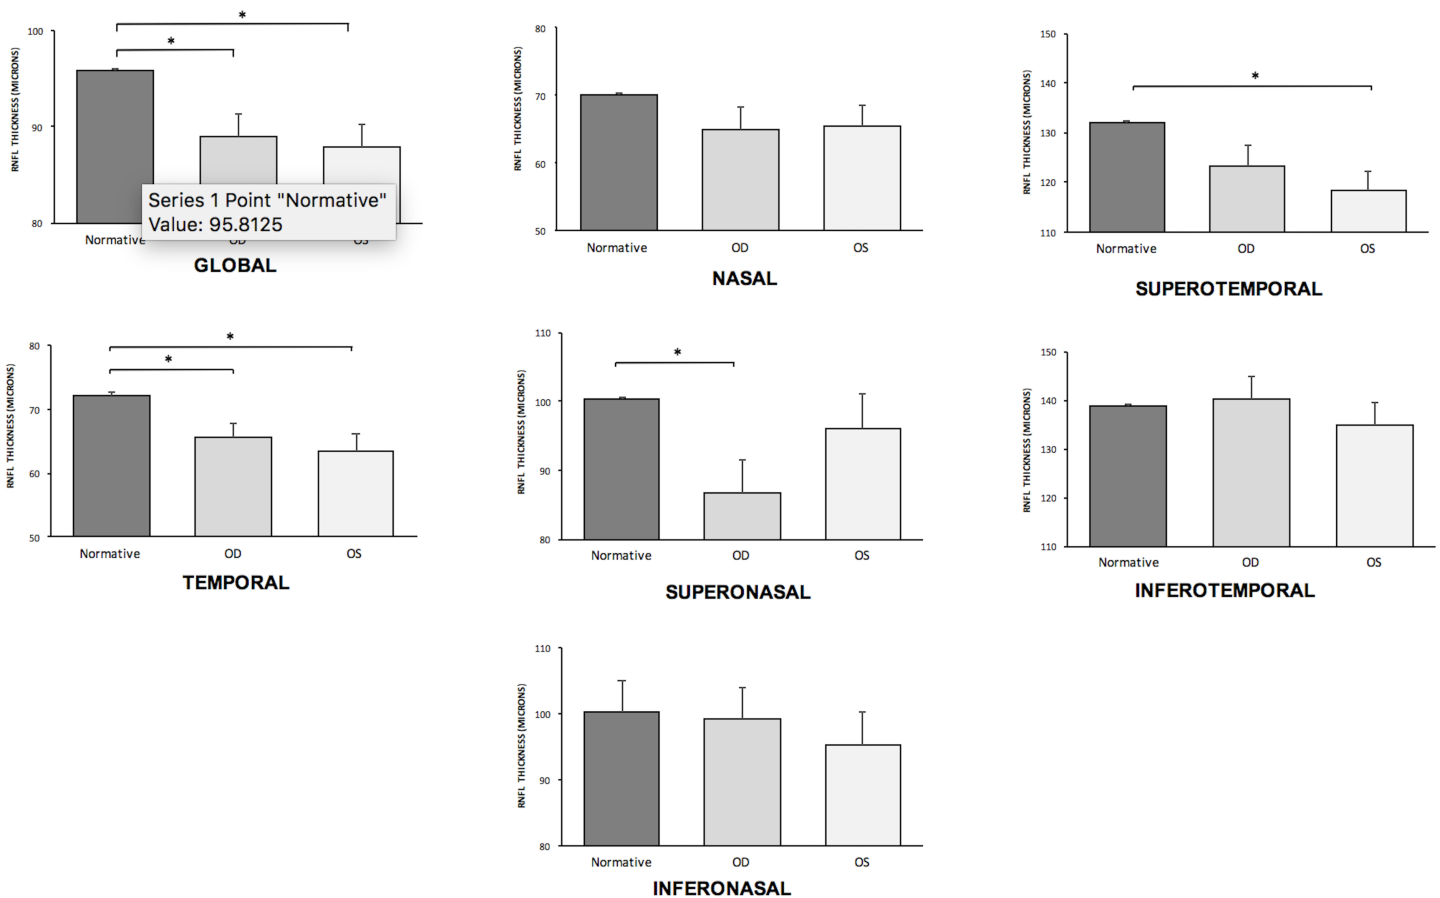 *
*
100
90
80
RNFL THICKNESS (MICRONS)
Series 1 Point "Normative"
Value: 95.8125
Normative OD OS
GLOBAL
80
70
60
50
RNFL THICKNESS (MICRONS)
Normative OD OS
NASAL
*
150
140
130
120
110
RNFL THICKNESS (MICRONS)
Normative OD OS
SUPEROTEMPORAL
*
*
80
70
60
50
RNFL THICKNESS (MICRONS)
Normative OD OS
TEMPORAL
*
110
100
90
80
RNFL THICKNESS (MICRONS)
Normative OD OS
SUPERONASAL
150
140
130
120
110
RNFL THICKNESS (MICRONS)
Normative OD OS
INFEROTEMPORAL
110
100
90
80
RNFL THICKNESS (MICRONS)
Normative OD OS
INFERONASAL